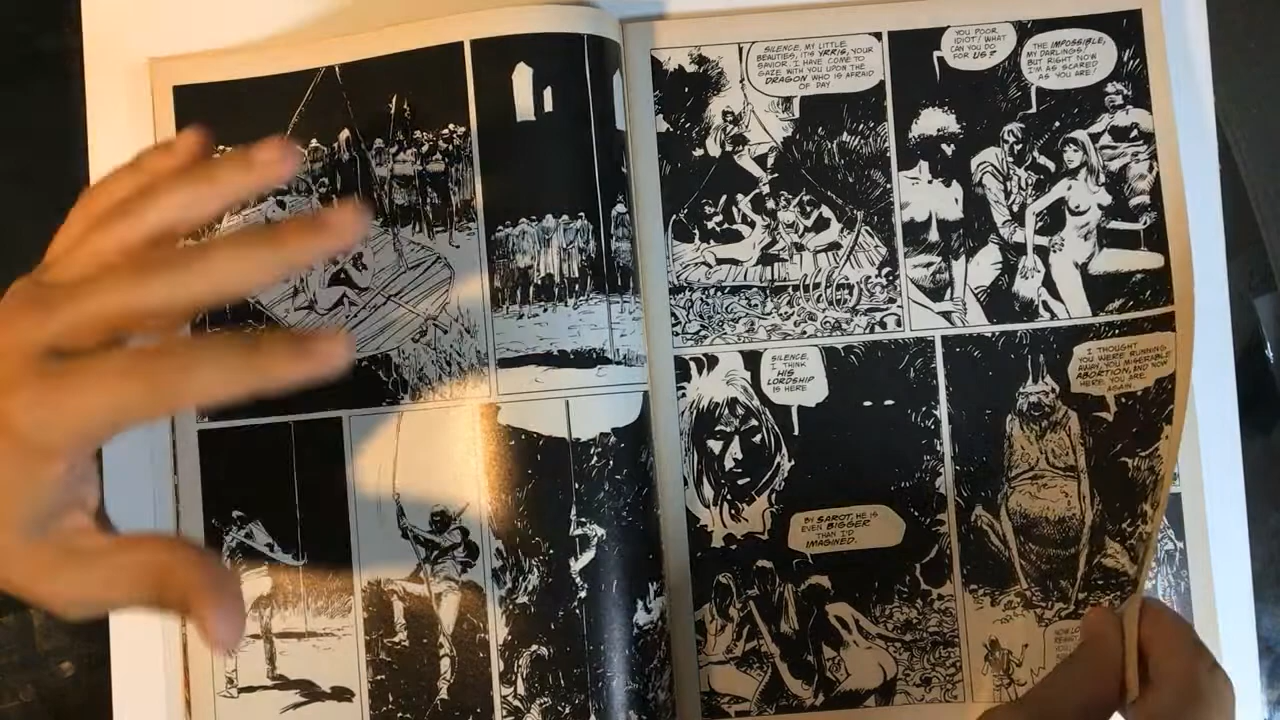 SILENCE, MY LITTLE
BEAUTIES, IT'S YRRIS, YOUR
SAVIOR. I HAVE COME TO
GAZE WITH YOU UPON THE
DRAGON WHO IS AFRAID
OF DAY
YOU POOR
IDIOT! WHAT
CAN YOU DO
FOR US?
THE IMPOSSIBLE,
MY DARLINGS!
BUT RIGHT NOW
I'M AS SCARED
AS YOU ARE!
SILENCE,
I THINK
HIS
LORDSHIP
IS HERE
BY SAROT, HE IS
EVEN BIGGER
THAN I'D
IMAGINED.
I THOUGHT
YOU WERE RUNNING
AWAY, YOU MISERABLE
ABORTION, AND NOW
HERE YOU ARE
AGAIN.